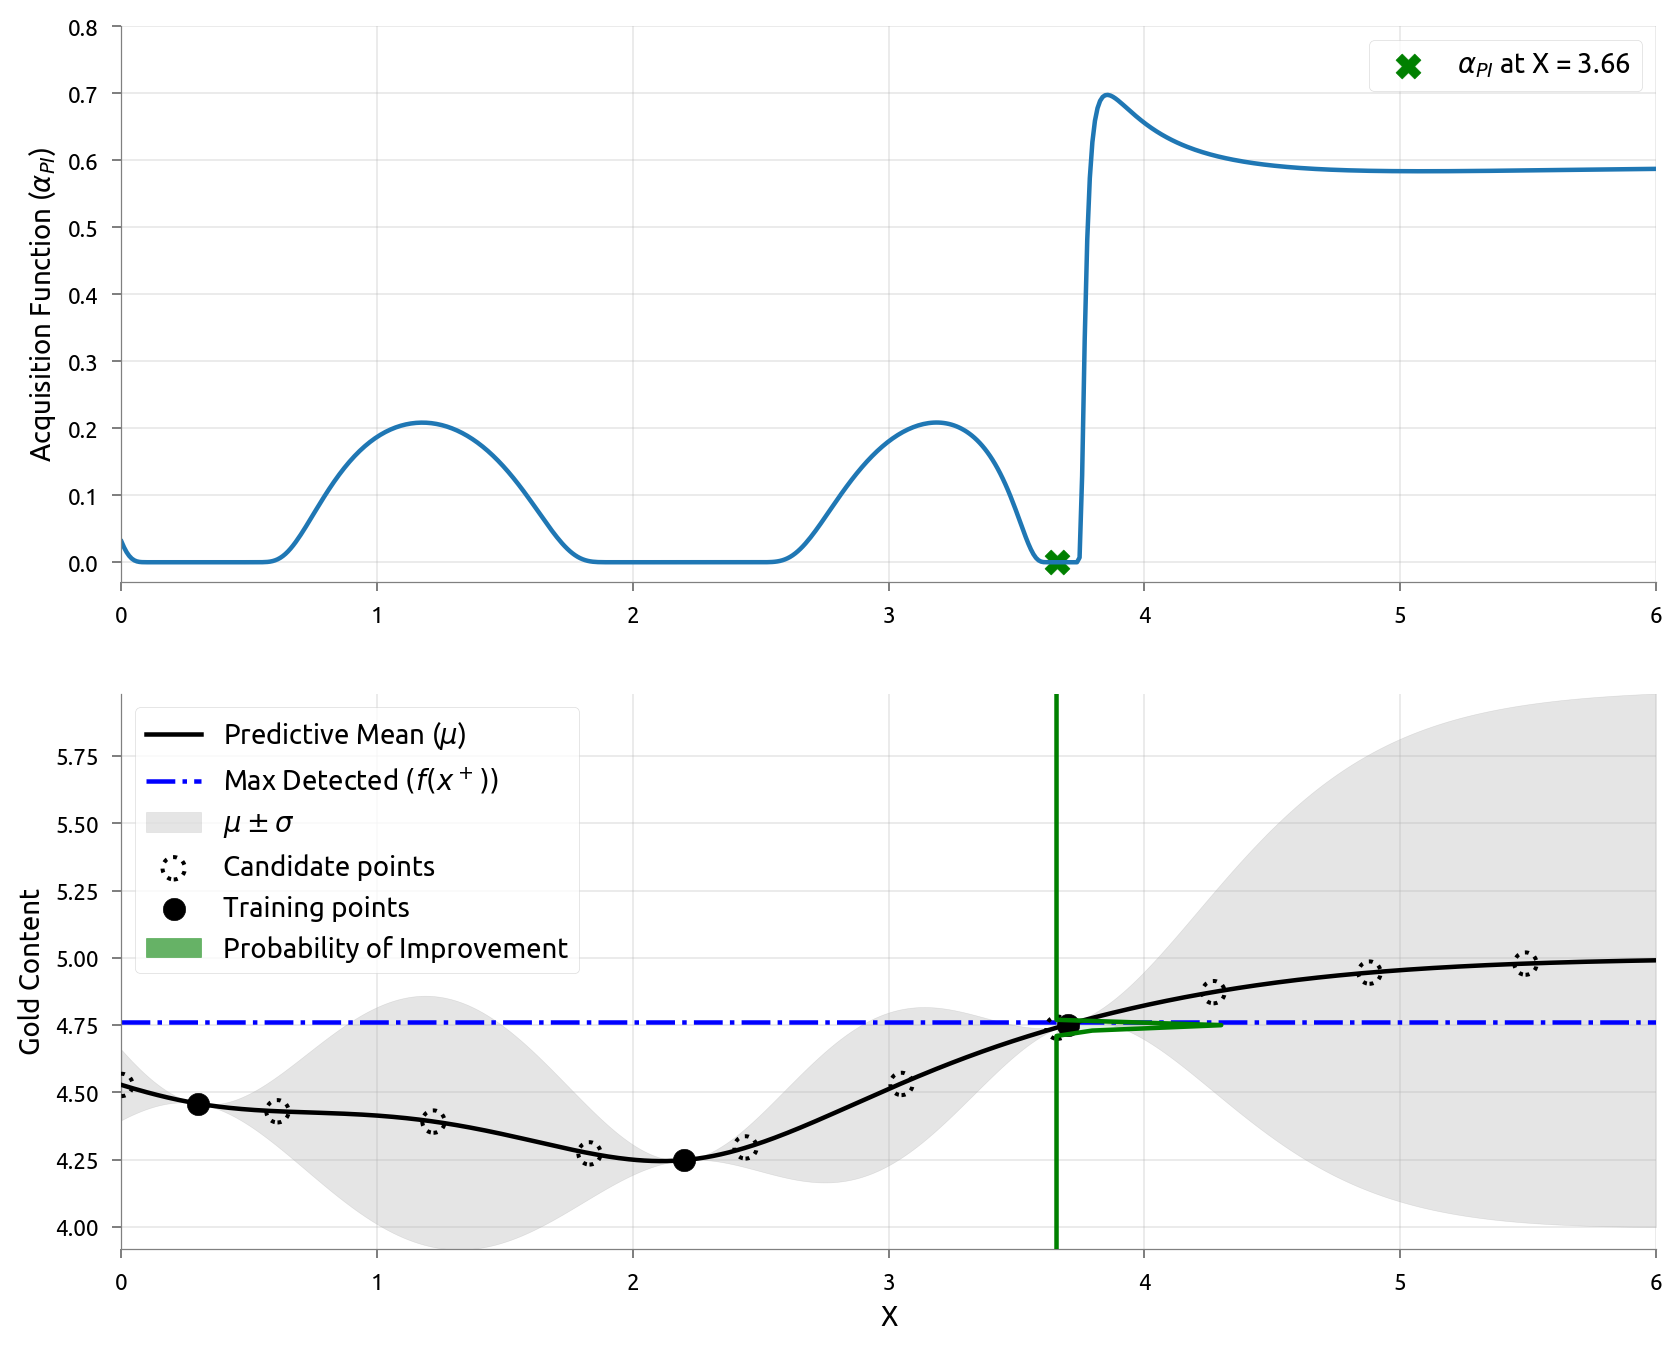 0.8
0.7
0.6
0.5
0.4
0.3
0.2
0.1
0.0
Acquisition Function (α_PI)
α_PI at X = 3.66
0 1 2 3 4 5 6
5.75
5.50
5.25
5.00
4.75
4.50
4.25
4.00
Gold Content
Predictive Mean (μ)
Max Detected (f(x⁺))
μ ± σ
Candidate points
Training points
Probability of Improvement
0 1 2 3 4 5 6
X